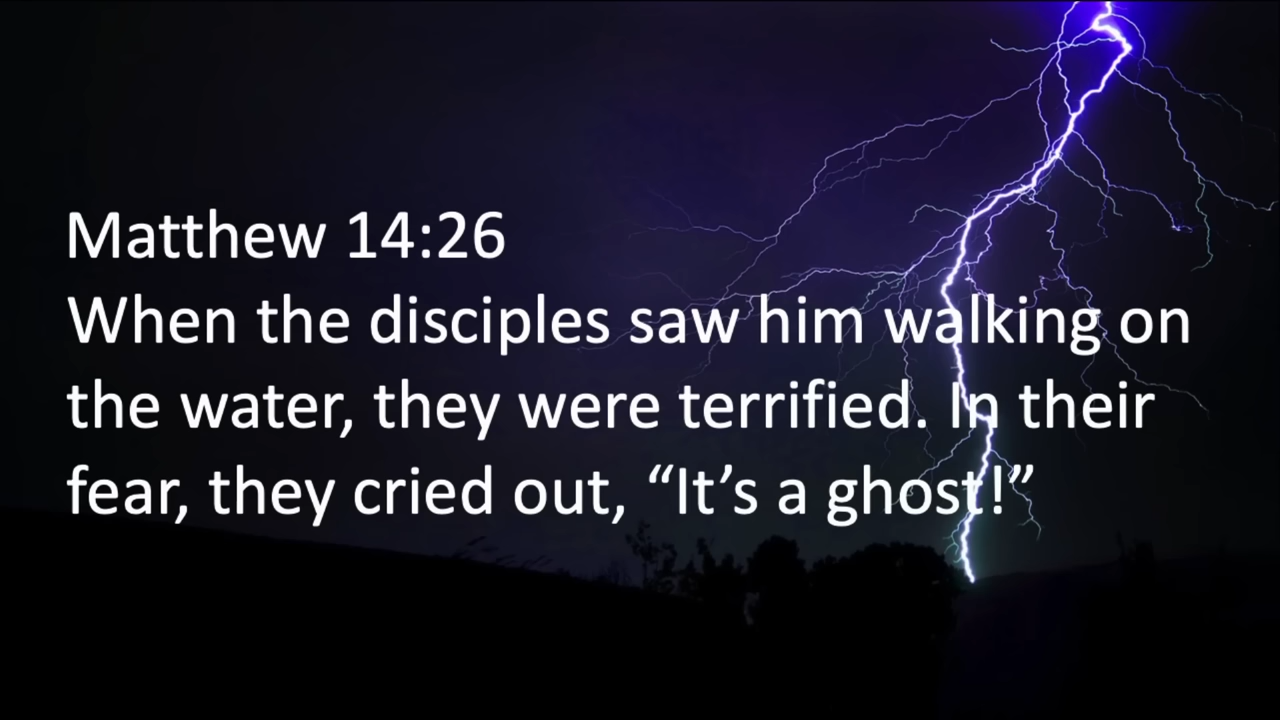 Matthew 14:26
When the disciples saw him walking on
the water, they were terrified. In their
fear, they cried out, “It’s a ghost!”